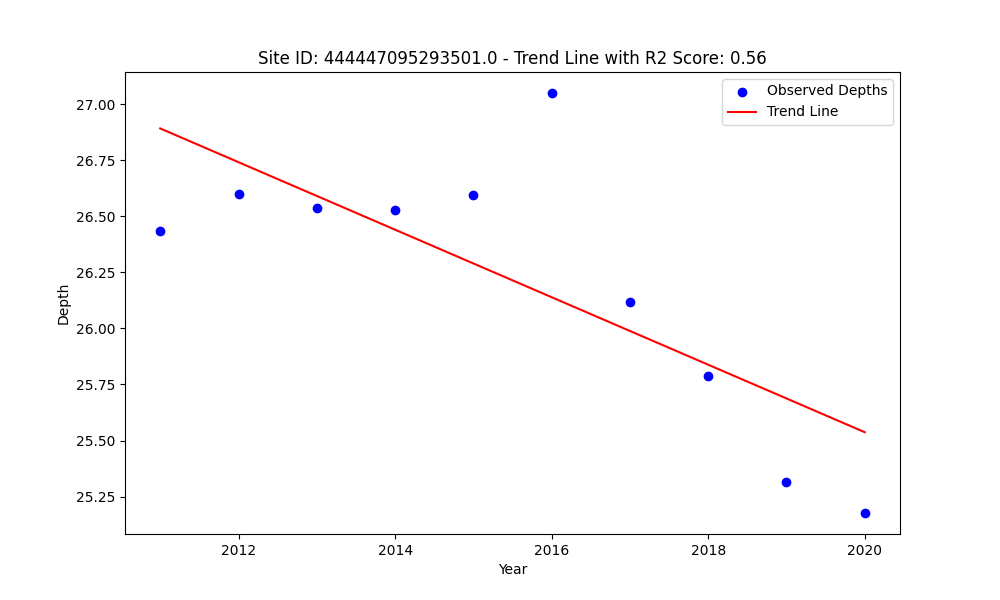 Site ID: 444447095293501.0 - Trend Line with R2 Score: 0.56
Observed Depths
Trend Line
27.00
26.75
26.50
26.25
26.00
25.75
25.50
25.25
Depth
2012
2014
2016
2018
2020
Year